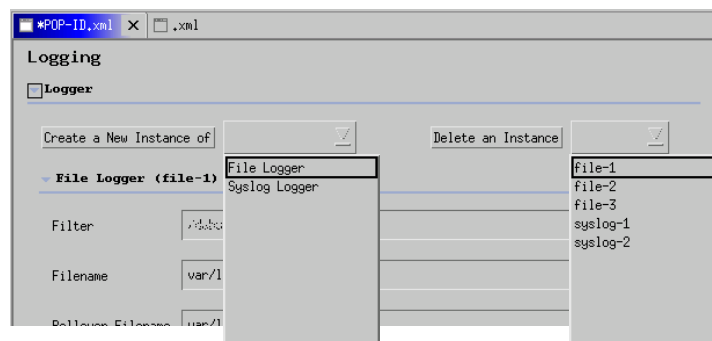 *POP-ID.xml .xml
Logging
Logger
Create a New Instance of Delete an Instance
File Logger
Syslog Logger
file-1
file-2
file-3
syslog-1
syslog-2
File Logger (file-1)
Filter
Filename var/l
Rollover Filename var/l